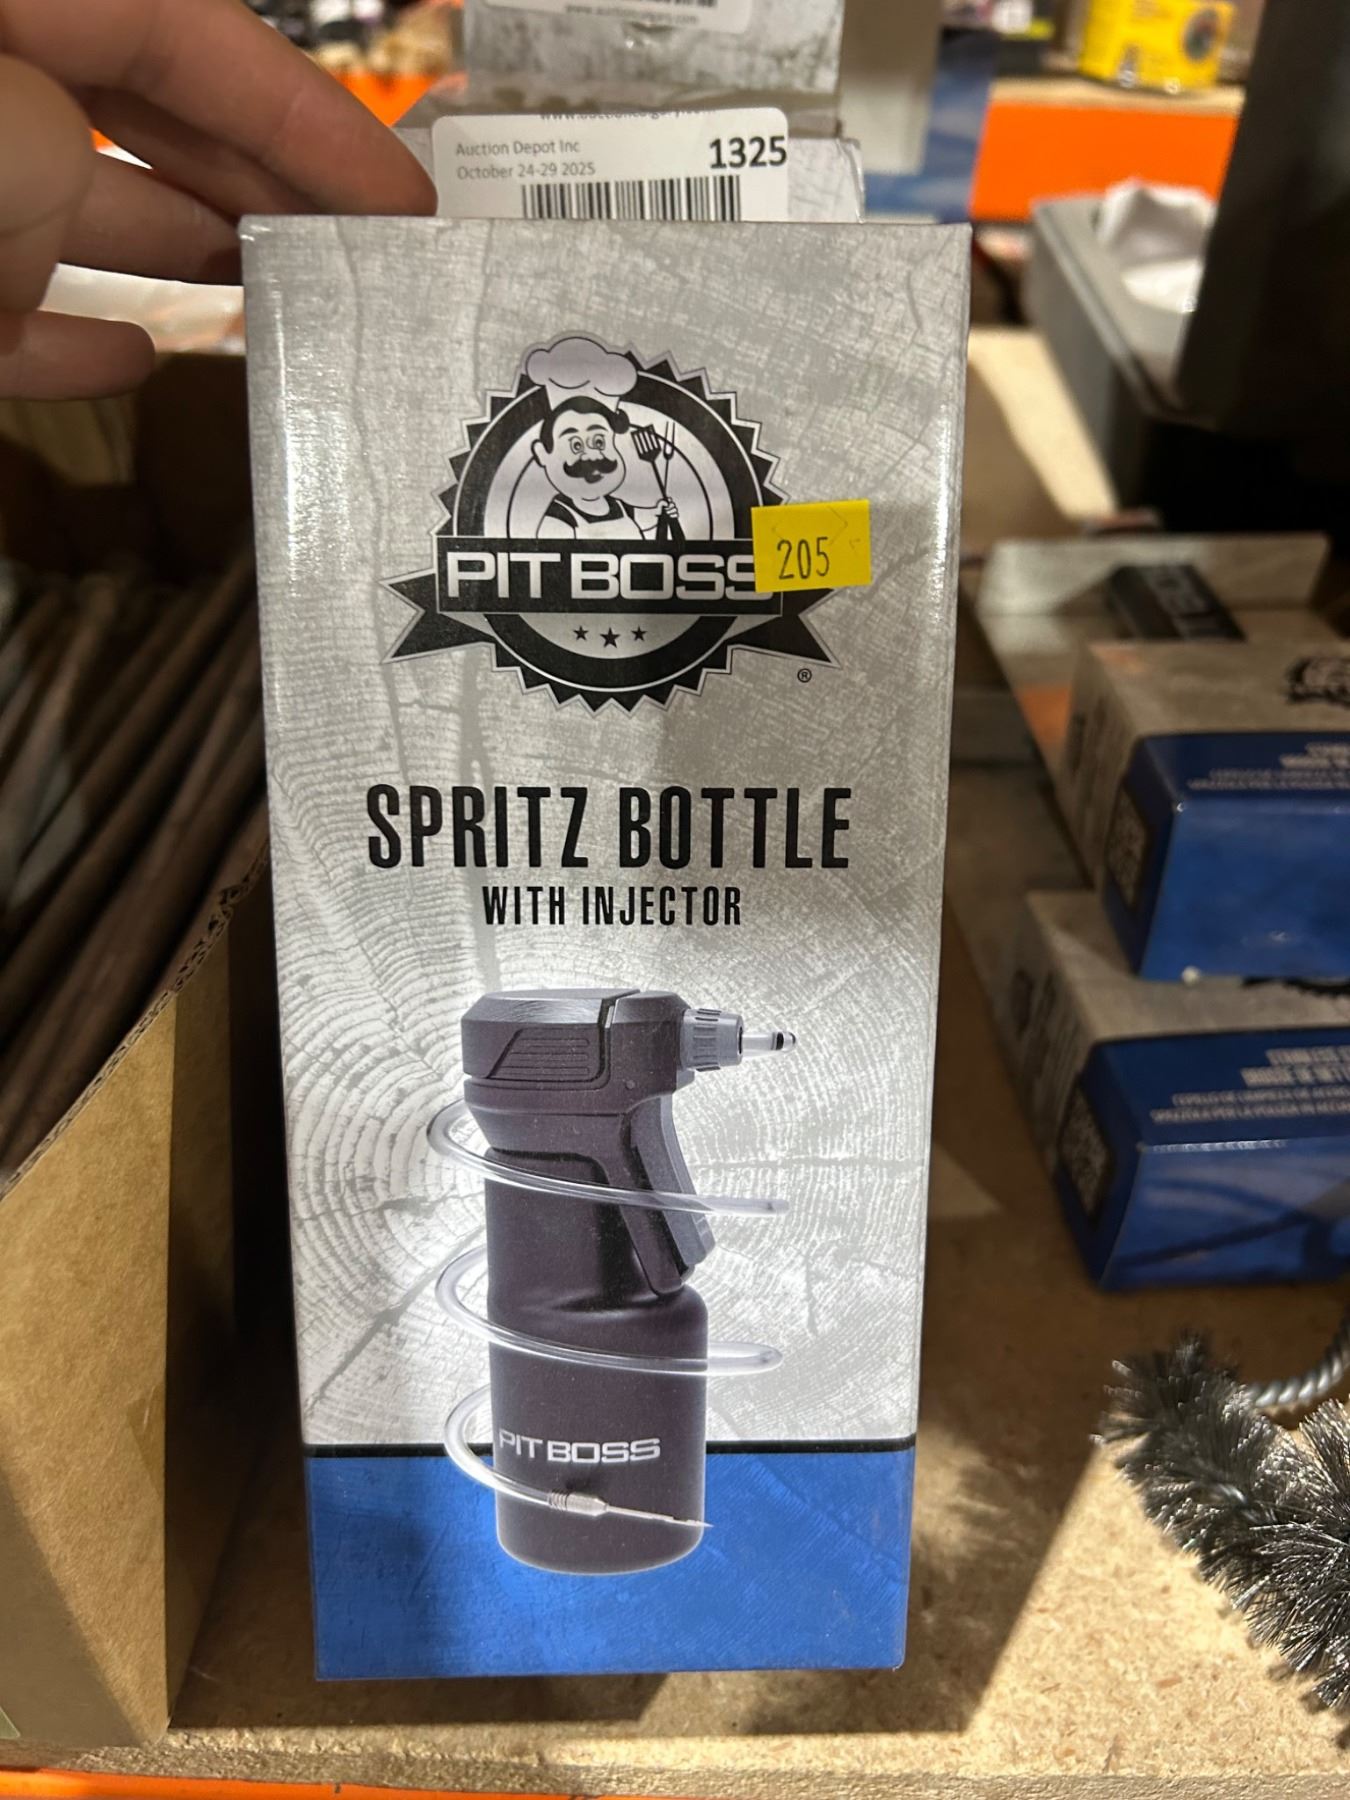 Auction Depot Inc
1325
October 24-29 2025
PIT BOSS
205
®
SPRITZ BOTTLE
WITH INJECTOR
PIT BOSS